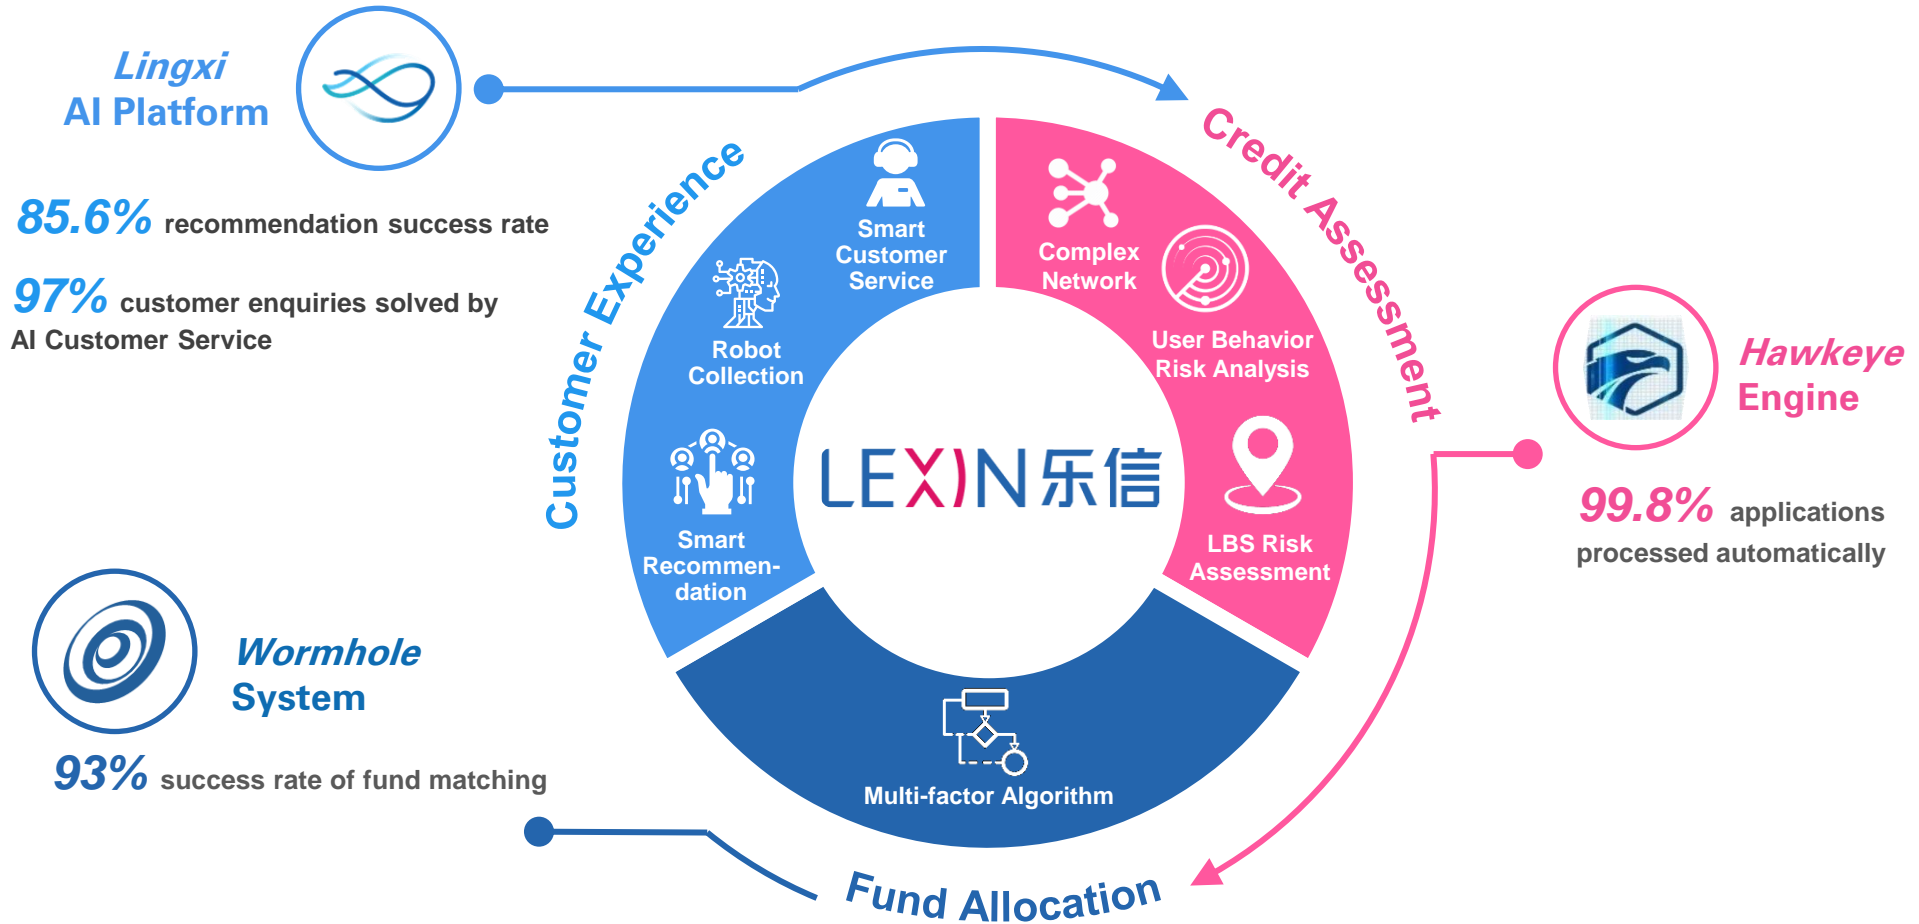 Lingxi
AI Platform
85.6% recommendation success rate
97% customer enquiries solved by
AI Customer Service
Customer Experience
Smart
Customer
Service
Robot
Collection
Smart
Recommen-
dation
Credit Assessment
Complex
Network
User Behavior
Risk Analysis
LBS Risk
Assessment
LEXIN乐信
Hawkeye
Engine
99.8% applications
processed automatically
Wormhole
System
93% success rate of fund matching
Multi-factor Algorithm
Fund Allocation